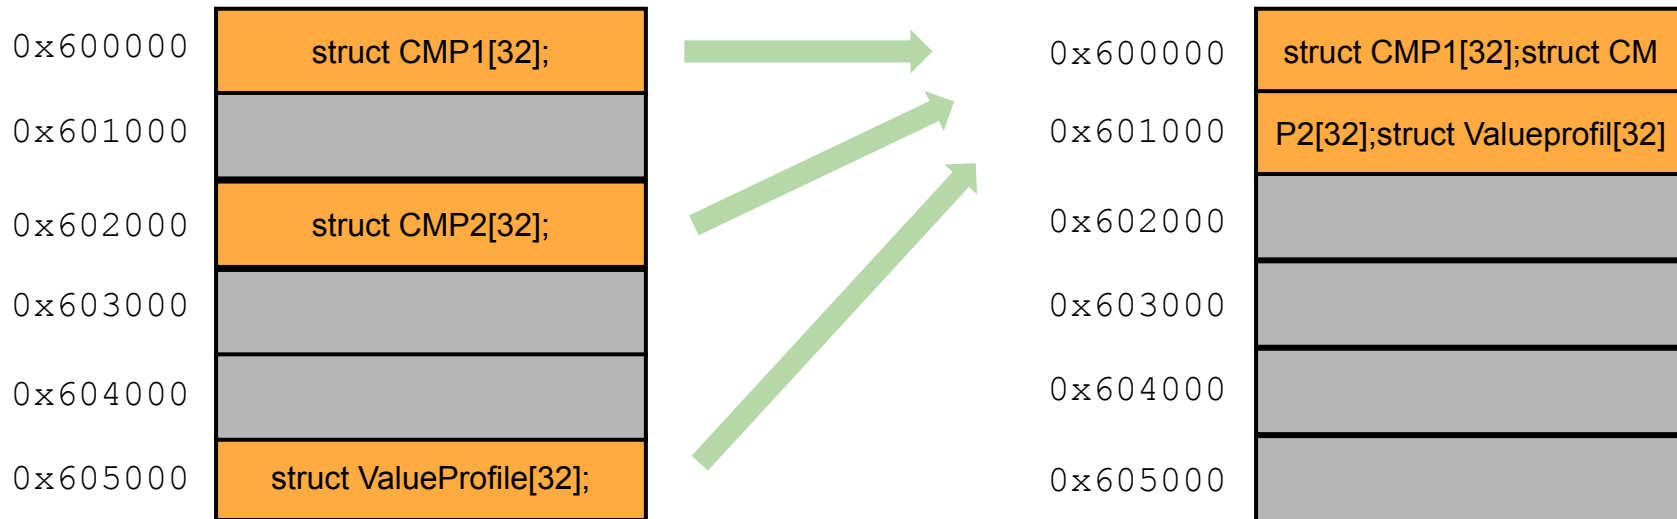 0x600000 struct CMP1[32];
0x601000
0x602000 struct CMP2[32];
0x603000
0x604000
0x605000 struct ValueProfile[32];
0x600000 struct CMP1[32];struct CM
0x601000 P2[32];struct Valueprofil[32]
0x602000
0x603000
0x604000
0x605000